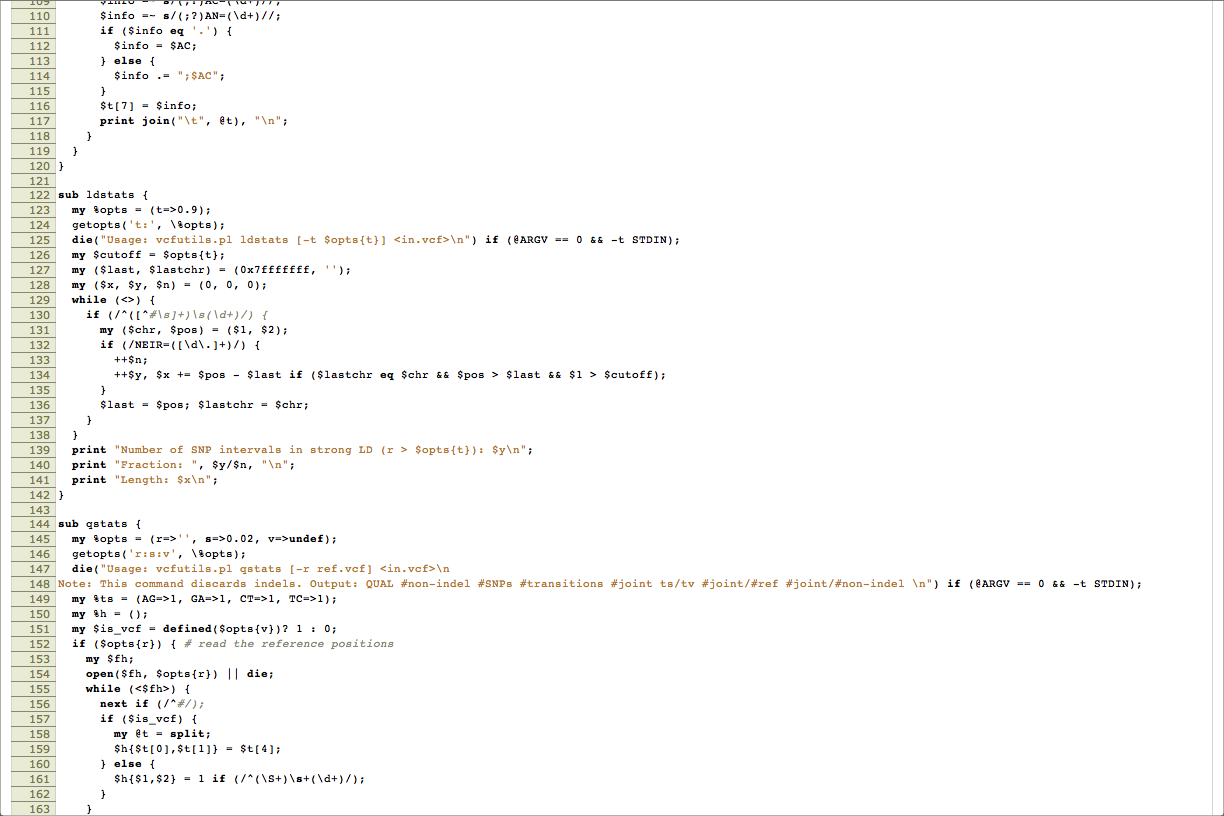 109       $info =~ s/(;?)AC=(\d+)//;
110       $info =~ s/(;?)AN=(\d+)//;
111       if ($info eq '.') {
112         $info = $AC;
113       } else {
114         $info .= ";$AC";
115       }
116       $t[7] = $info;
117       print join("\t", @t), "\n";
118     }
119   }
120 }
121
122 sub ldstats {
123   my %opts = (t=>0.9);
124   getopts('t:', \%opts);
125   die("Usage: vcfutils.pl ldstats [-t $opts{t}] <in.vcf>\n") if (@ARGV == 0 && -t STDIN);
126   my $cutoff = $opts{t};
127   my ($last, $lastchr) = (0x7fffffff, '');
128   my ($x, $y, $n) = (0, 0, 0);
129   while (<>) {
130     if (/^([^#\s]+)\s(\d+)/) {
131       my ($chr, $pos) = ($1, $2);
132       if (/NEIR=([\d\.]+)/) {
133         ++$n;
134         ++$y, $x += $pos - $last if ($lastchr eq $chr && $pos > $last && $1 > $cutoff);
135       }
136       $last = $pos; $lastchr = $chr;
137     }
138   }
139   print "Number of SNP intervals in strong LD (r > $opts{t}): $y\n";
140   print "Fraction: ", $y/$n, "\n";
141   print "Length: $x\n";
142 }
143
144 sub qstats {
145   my %opts = (r=>'', s=>0.02, v=>undef);
146   getopts('r:s:v', \%opts);
147   die("Usage: vcfutils.pl qstats [-r ref.vcf] <in.vcf>\n
148 Note: This command discards indels. Output: QUAL #non-indel #SNPs #transitions #joint ts/tv #joint/#ref #joint/#non-indel \n") if (@ARGV == 0 && -t STDIN);
149   my %ts = (AG=>1, GA=>1, CT=>1, TC=>1);
150   my %h = ();
151   my $is_vcf = defined($opts{v})? 1 : 0;
152   if ($opts{r}) { # read the reference positions
153     my $fh;
154     open($fh, $opts{r}) || die;
155     while (<$fh>) {
156       next if (/^#/);
157       if ($is_vcf) {
158         my @t = split;
159         $h{$t[0],$t[1]} = $t[4];
160       } else {
161         $h{$1,$2} = 1 if (/^(\S+)\s+(\d+)/);
162       }
163     }